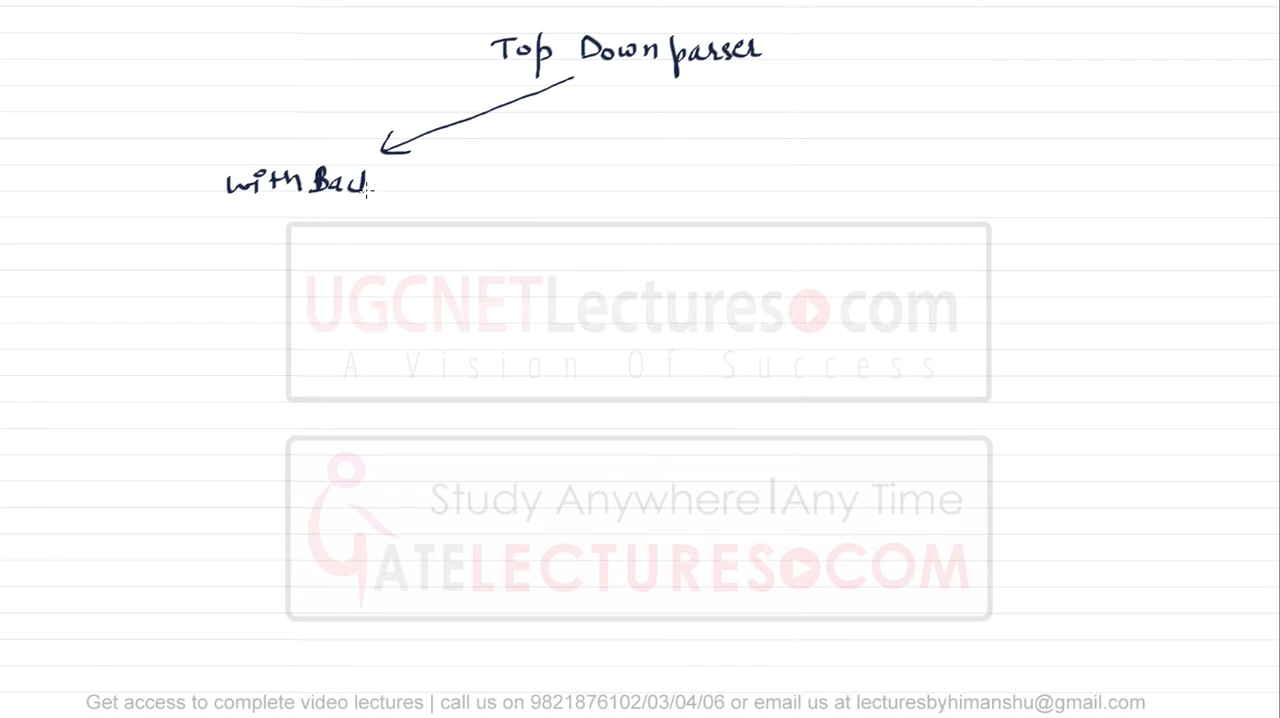 Top Down parser
with Back
UGCNETLectures.com
A Vision Of Success
Study Anywhere|Any Time
GATELECTURES.COM
Get access to complete video lectures | call us on 9821876102/03/04/06 or email us at lecturesbyhimanshu@gmail.com